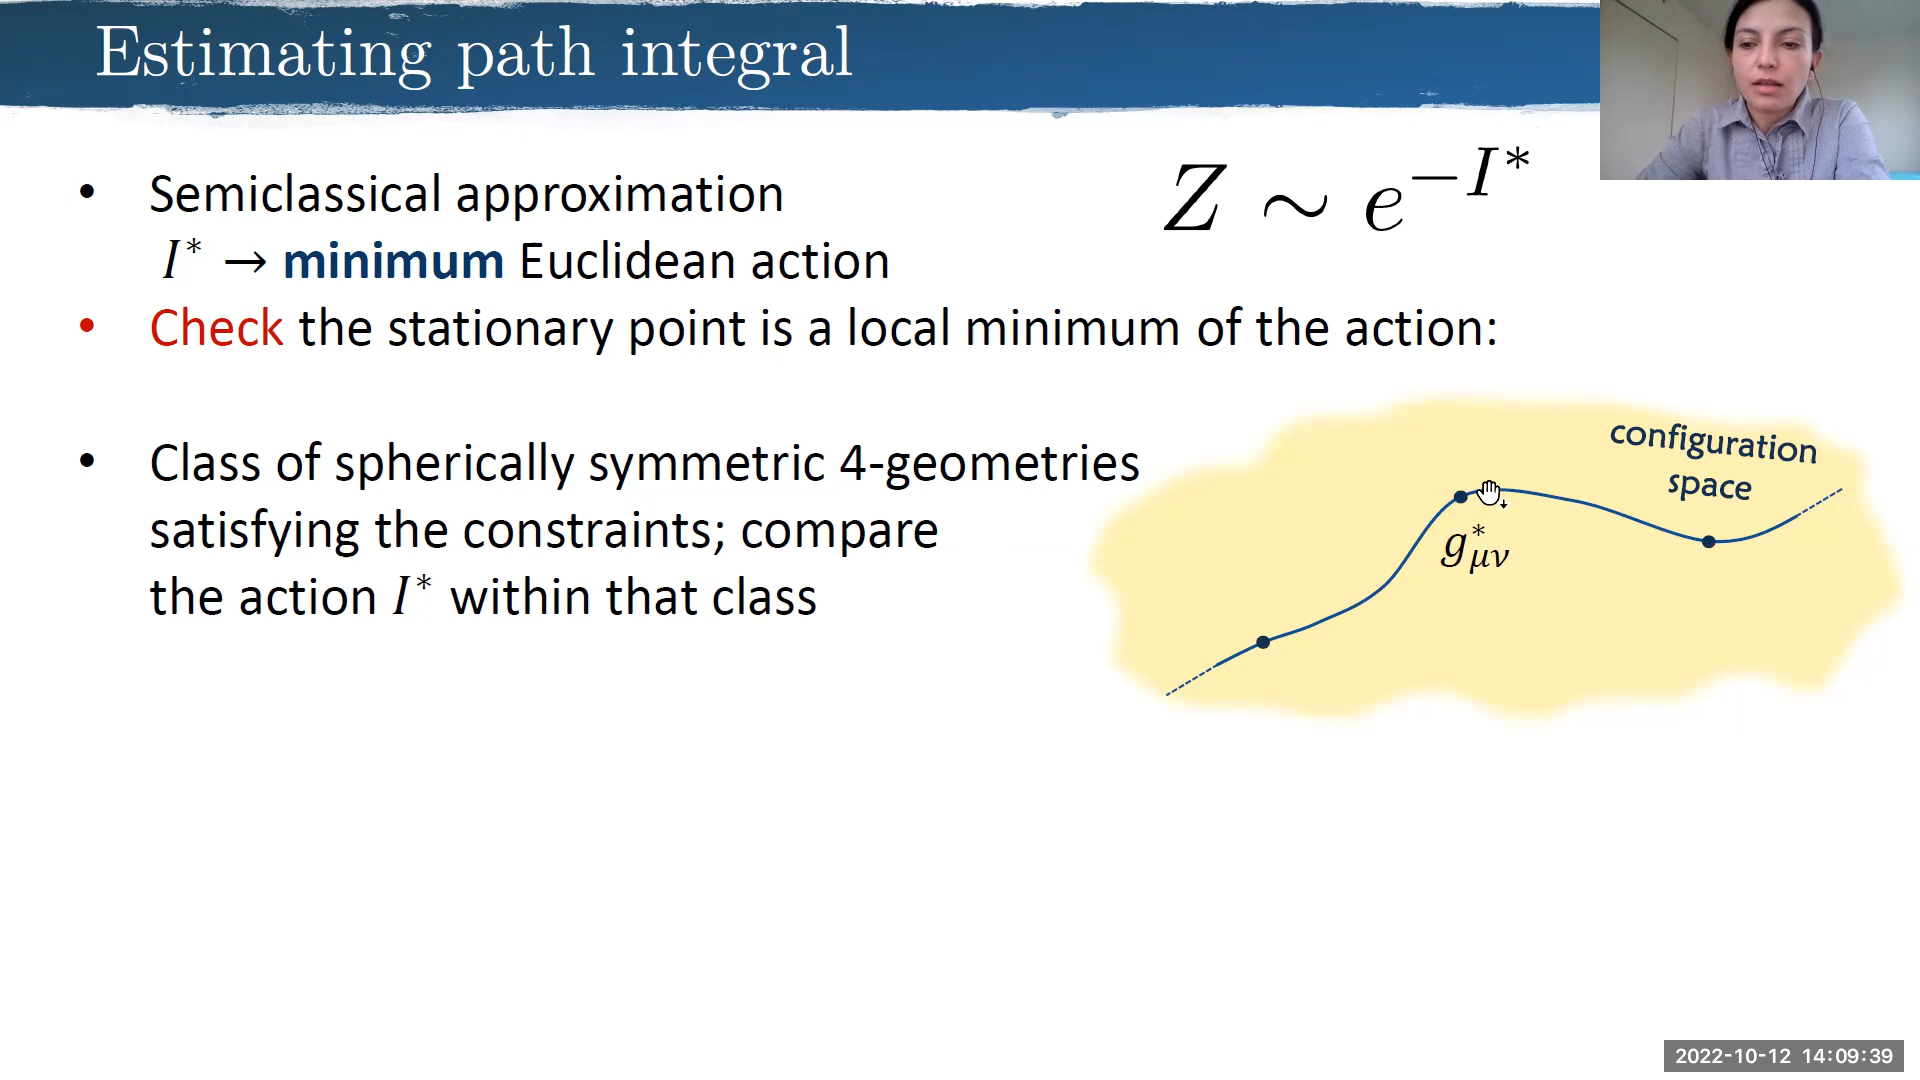 Estimating path integral
• Semiclassical approximation
I* → minimum Euclidean action
Z ∼ e^{−I*}
• Check the stationary point is a local minimum of the action:
• Class of spherically symmetric 4-geometries
satisfying the constraints; compare
the action I* within that class
configuration
space
g*_{μν}
2022-10-12 14:09:39